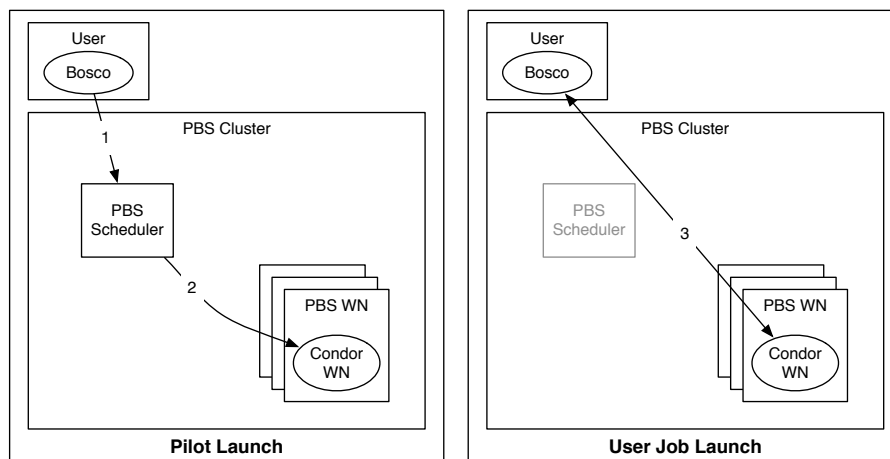 User
Bosco
PBS Cluster
1
PBS
Scheduler
2
PBS WN
Condor
WN
Pilot Launch
User
Bosco
PBS Cluster
PBS
Scheduler
3
PBS WN
Condor
WN
User Job Launch